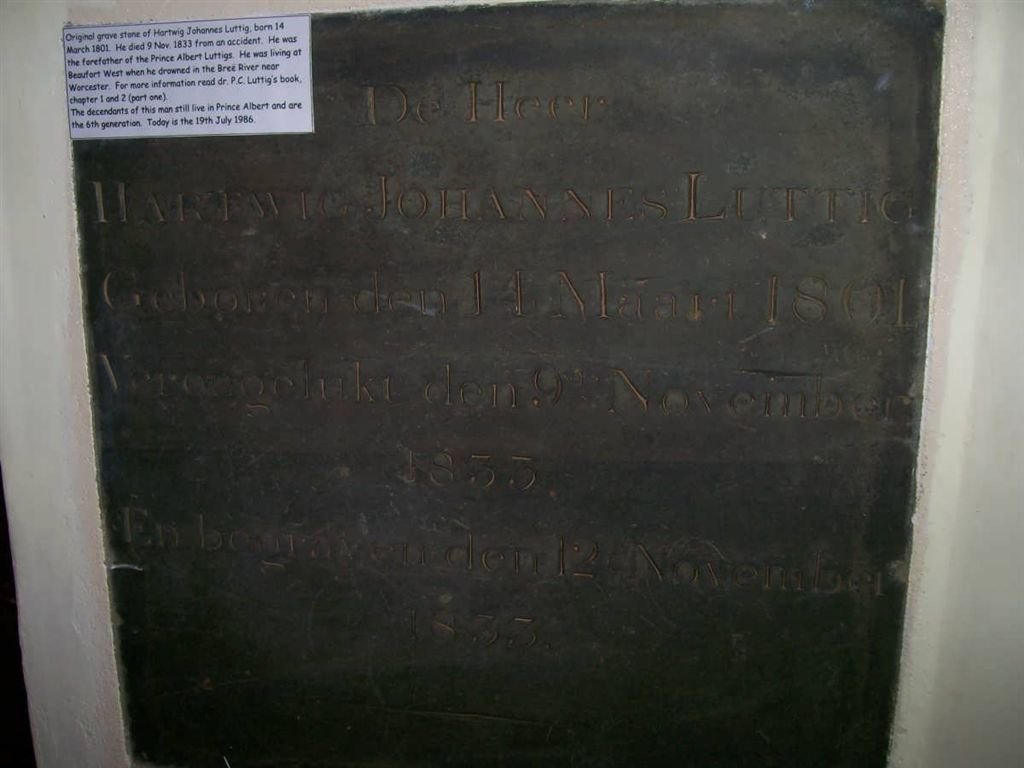 Original grave stone of Hartwig Johannes Luttig, born 14
March 1801. He died 9 Nov. 1833 from an accident. He was
the forefather of the Prince Albert Luttigs. He was living at
Beaufort West when he drowned in the Breë River near
Worcester. For more information read dr. P.C. Luttig's book,
chapter 1 and 2 (part one).
The decendants of this man still live in Prince Albert and are
the 6th generation. Today is the 19th July 1986.
De Heer
HARTWIG JOHANNES LUTTIG
Geboren den 14 Maart 1801
Verongelukt den 9de November
1833.
En begraven den 12 November
1833.